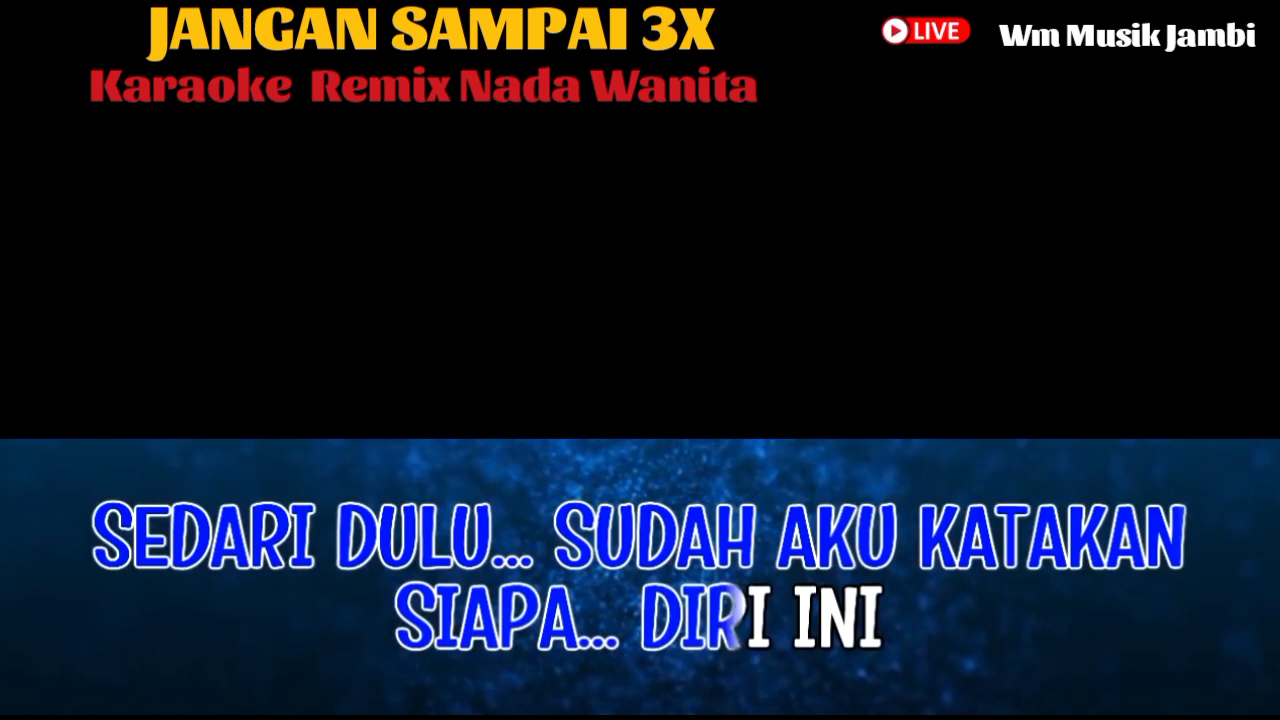 JANGAN SAMPAI 3X
Karaoke Remix Nada Wanita
LIVE
Wm Musik Jambi
SEDARI DULU... SUDAH AKU KATAKAN
SIAPA... DIRI INI